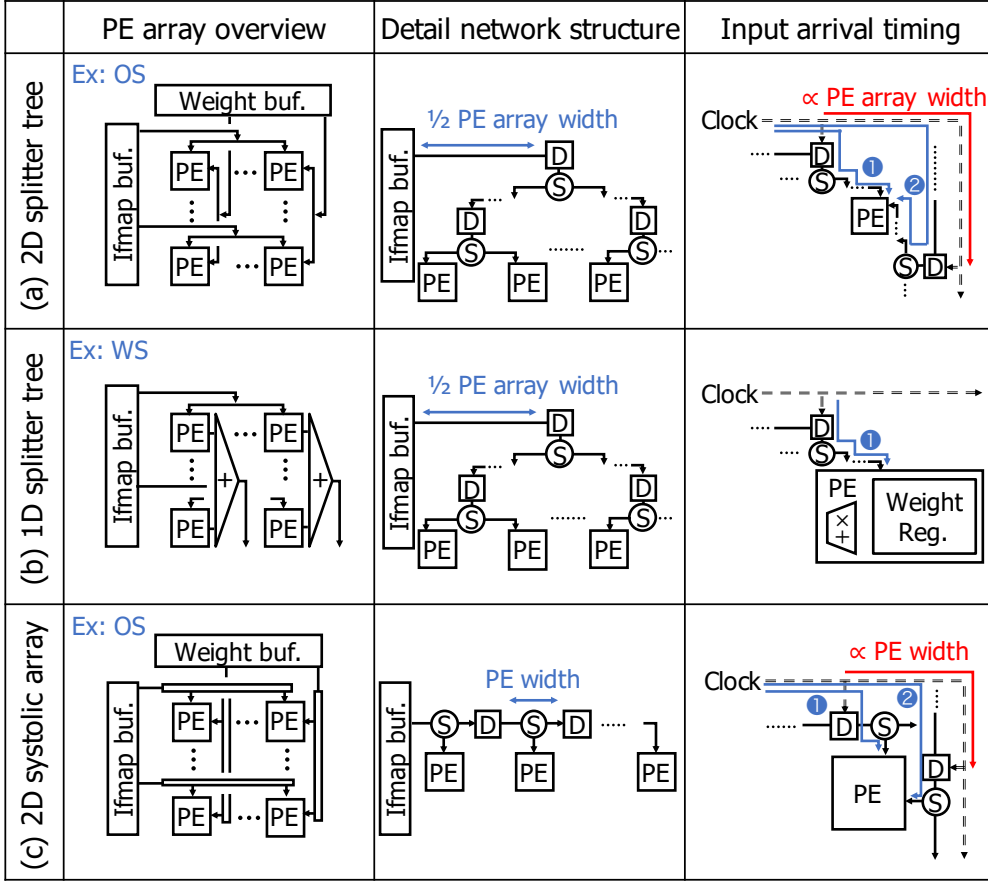 PE array overview
Detail network structure
Input arrival timing
(a) 2D splitter tree
Ex: OS
Weight buf.
Ifmap buf.
PE
...
PE
...
...
PE
...
PE
½ PE array width
Ifmap buf.
D
S
....
....
D
D
S
S
...
PE
PE
.......
PE
∝ PE array width
Clock
.....
D
S
....
....
1
2
PE
S
D
(b) 1D splitter tree
Ex: WS
Ifmap buf.
PE
...
PE
+
+
PE
PE
½ PE array width
Ifmap buf.
D
S
....
....
D
D
S
S
...
PE
PE
.......
PE
Clock
.....
D
S
....
....
1
PE
+ ×
Weight
Reg.
(c) 2D systolic array
Ex: OS
Weight buf.
Ifmap buf.
PE
...
PE
...
...
PE
...
PE
PE width
Ifmap buf.
S
D
S
D
.....
PE
PE
PE
∝ PE width
Clock
1
2
......
D
S
PE
D
S